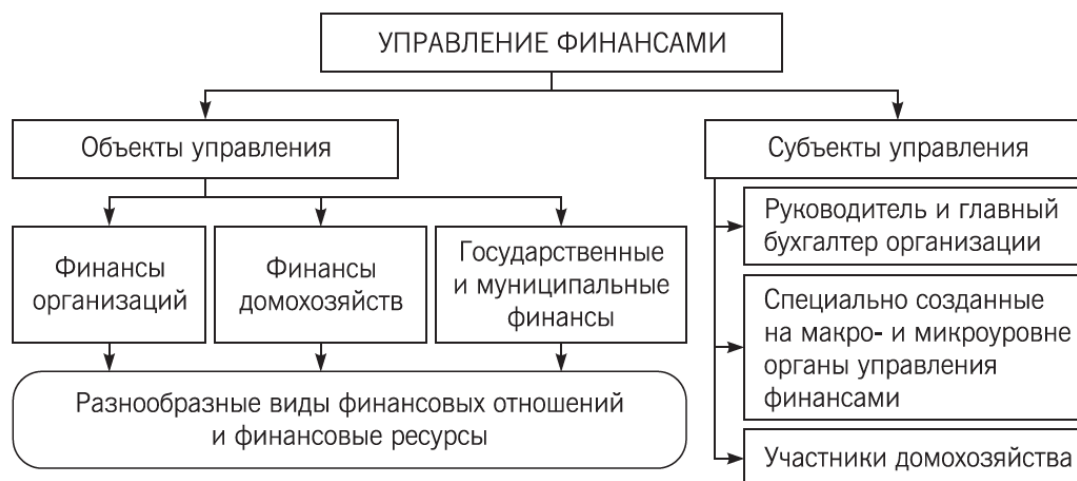 УПРАВЛЕНИЕ ФИНАНСАМИ
Объекты управления
Субъекты управления
Финансы
организаций
Финансы
домохозяйств
Государственные
и муниципальные
финансы
Разнообразные виды финансовых отношений
и финансовые ресурсы
Руководитель и главный
бухгалтер организации
Специально созданные
на макро- и микроуровне
органы управления
финансами
Участники домохозяйства